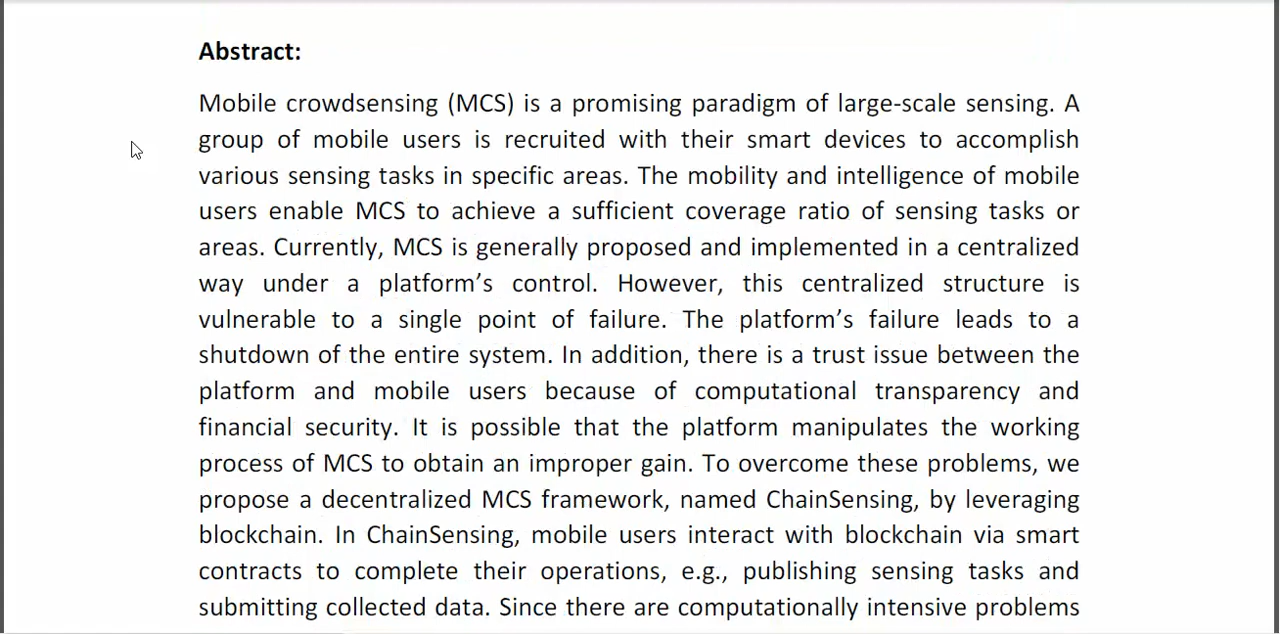 Abstract:
Mobile crowdsensing (MCS) is a promising paradigm of large-scale sensing. A
group of mobile users is recruited with their smart devices to accomplish
various sensing tasks in specific areas. The mobility and intelligence of mobile
users enable MCS to achieve a sufficient coverage ratio of sensing tasks or
areas. Currently, MCS is generally proposed and implemented in a centralized
way under a platform’s control. However, this centralized structure is
vulnerable to a single point of failure. The platform’s failure leads to a
shutdown of the entire system. In addition, there is a trust issue between the
platform and mobile users because of computational transparency and
financial security. It is possible that the platform manipulates the working
process of MCS to obtain an improper gain. To overcome these problems, we
propose a decentralized MCS framework, named ChainSensing, by leveraging
blockchain. In ChainSensing, mobile users interact with blockchain via smart
contracts to complete their operations, e.g., publishing sensing tasks and
submitting collected data. Since there are computationally intensive problems